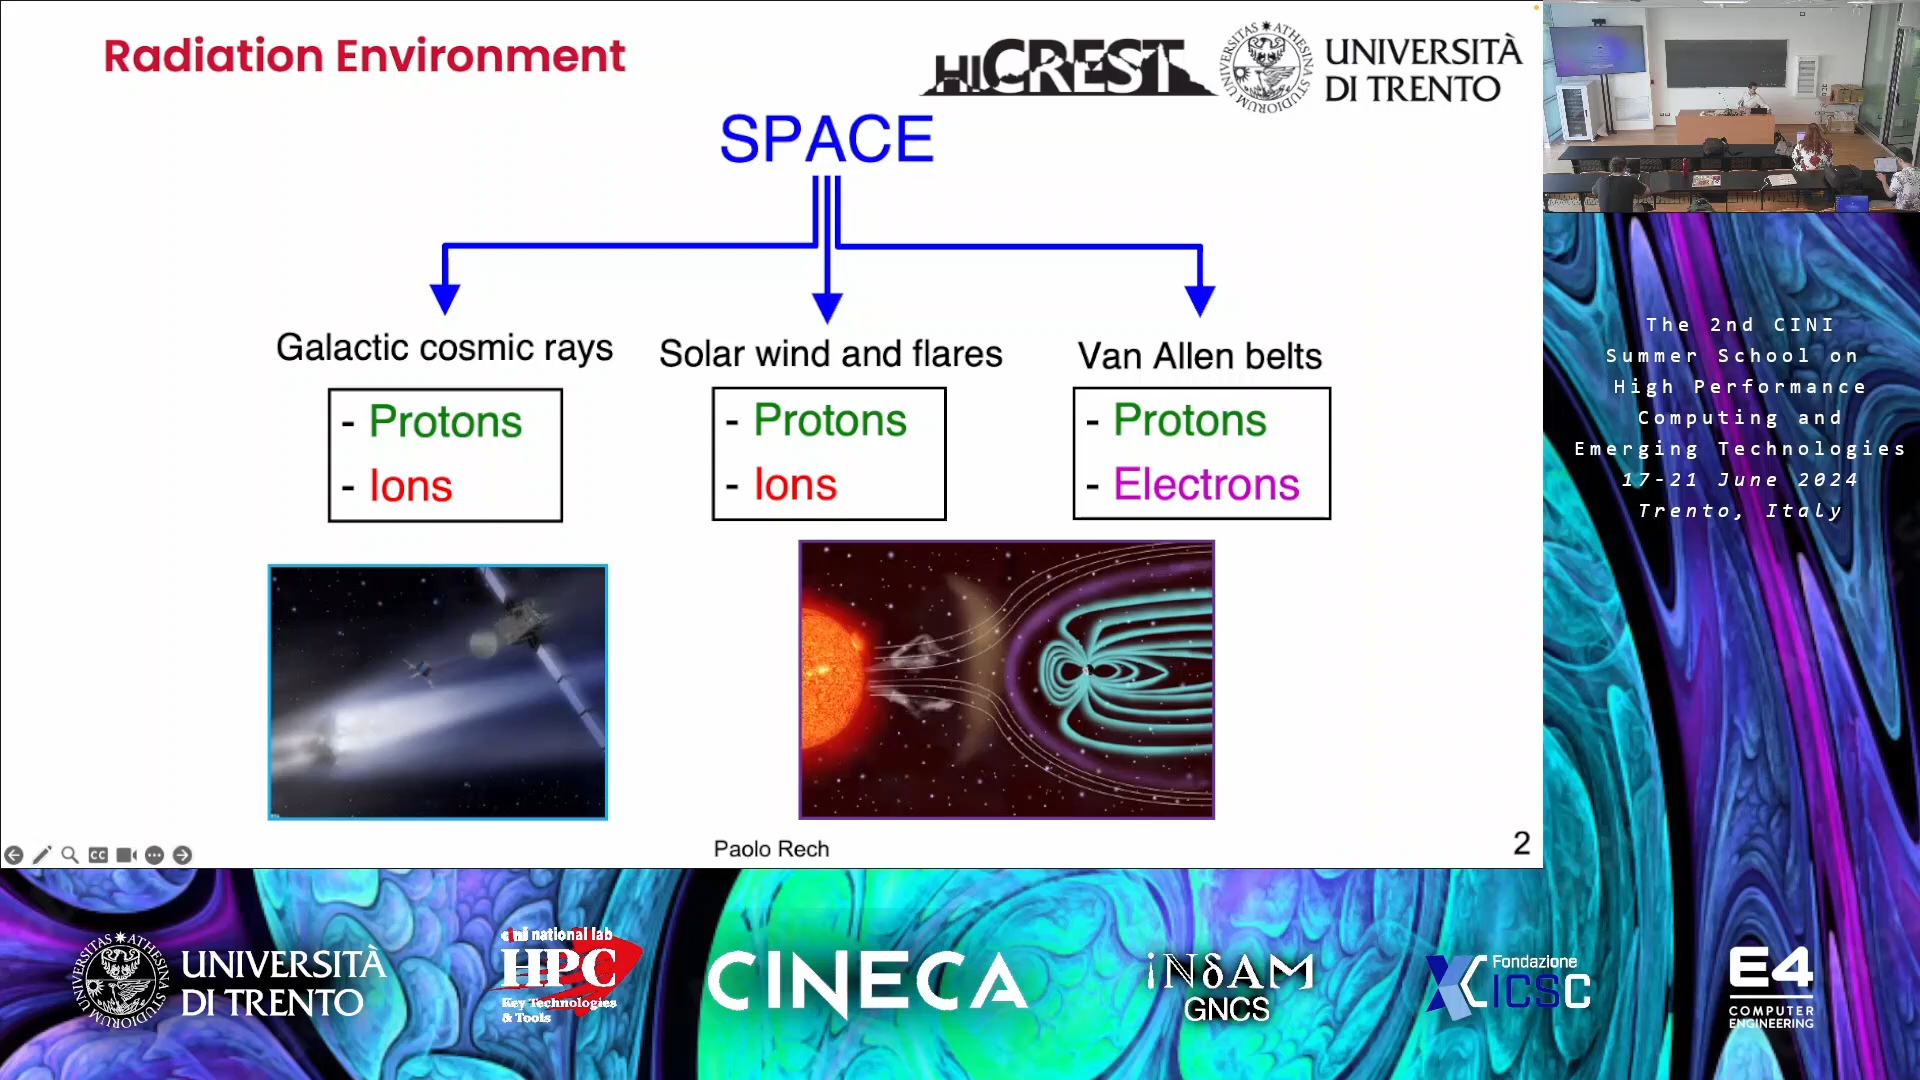 Radiation Environment
HICREST
UNIVERSITÀ
DI TRENTO
SPACE
Galactic cosmic rays
- Protons
- Ions
Solar wind and flares
- Protons
- Ions
Van Allen belts
- Protons
- Electrons
Paolo Rech
2
The 2nd CINI
Summer School on
High Performance
Computing and
Emerging Technologies
17-21 June 2024
Trento, Italy
UNIVERSITÀ
DI TRENTO
cini national lab
HPC
Key Technologies
& Tools
CINECA
iNδAM
GNCS
Fondazione
ICSC
E4
COMPUTER
ENGINEERING